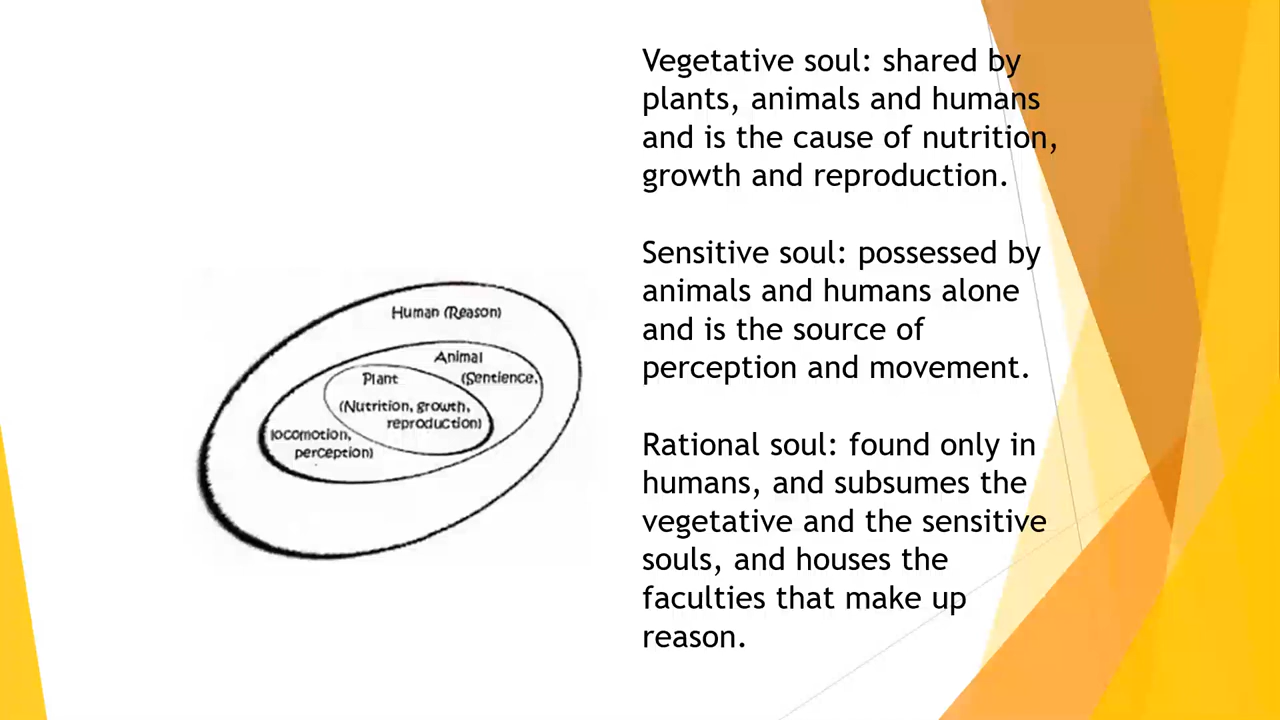 Vegetative soul: shared by
plants, animals and humans
and is the cause of nutrition,
growth and reproduction.
Sensitive soul: possessed by
animals and humans alone
and is the source of
perception and movement.
Rational soul: found only in
humans, and subsumes the
vegetative and the sensitive
souls, and houses the
faculties that make up
reason.
Human (Reason)
Animal
(Sentience,
Plant
(Nutrition, growth,
reproduction)
locomotion,
perception)